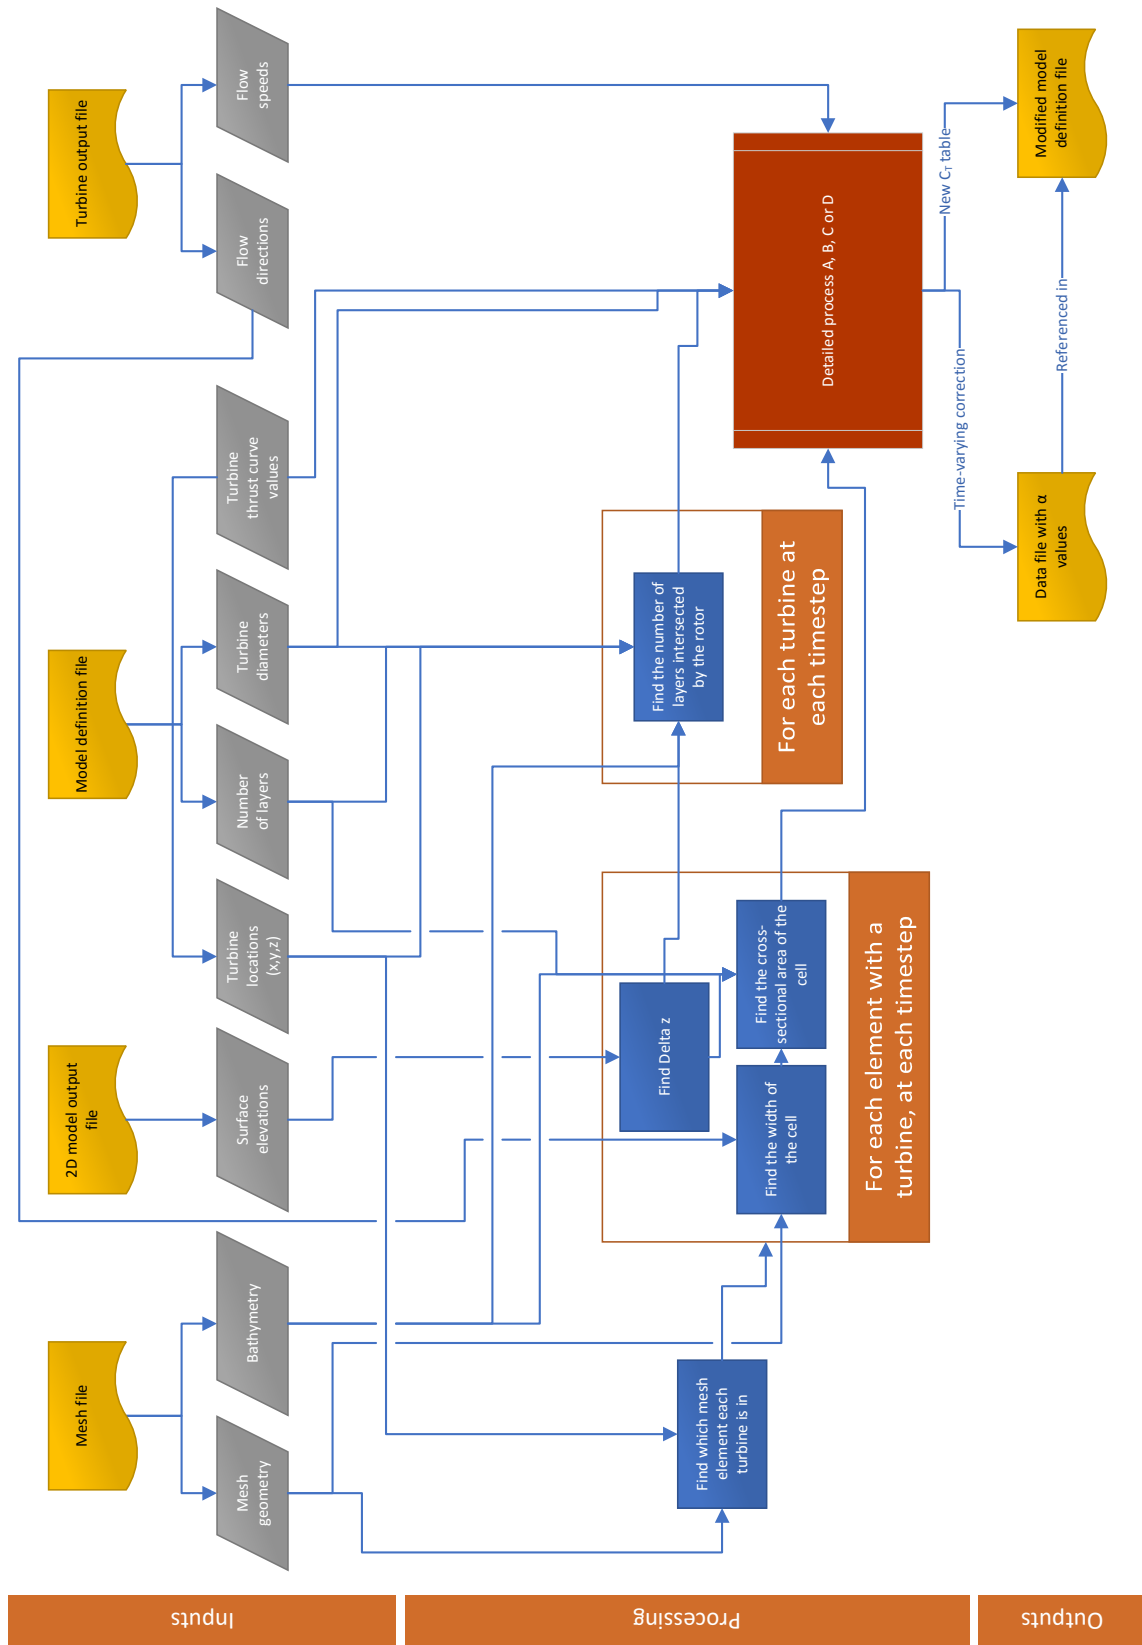 Inputs
Mesh file
2D model output
file
Model definition file
Turbine output file
Mesh
geometry
Bathymetry
Surface
elevations
Turbine
locations
(x,y,z)
Number
of layers
Turbine
diameters
Turbine
thrust curve
values
Flow
directions
Flow
speeds
Processing
Find which mesh
element each
turbine is in
Find Delta z
Find the width of
the cell
Find the cross-
sectional area of the
cell
For each element with a
turbine, at each timestep
Find the number of
layers intersected
by the rotor
For each turbine at
each timestep
Detailed process A, B, C or D
Outputs
Time-varying correction
New CT table
Data file with α
values
Referenced in
Modified model
definition file